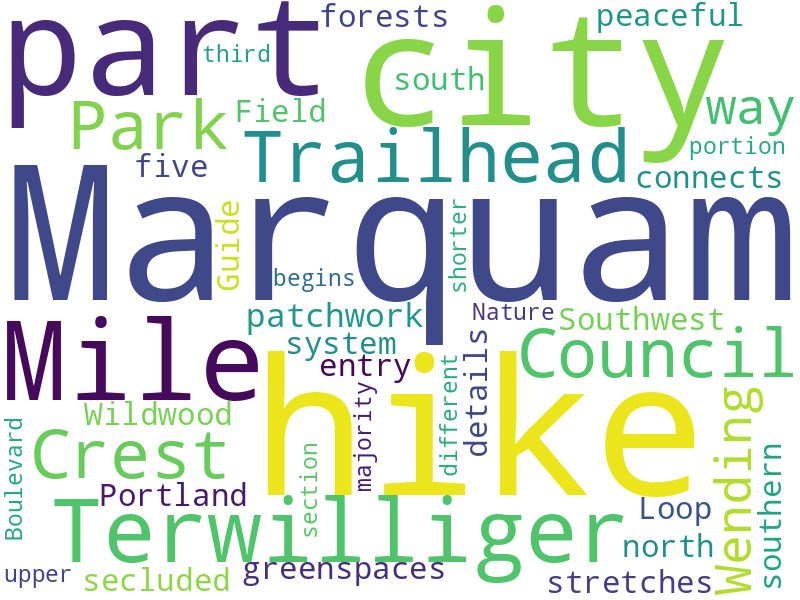 part
forests
city
peaceful
third
south
Park
Field
way
Trailhead
five
portion
connects
Marquam
Guide
shorter
begins
patchwork
Nature
Southwest
system
Mile
Council
entry
hike
details
different
majority
Wildwood
Wending
Boulevard
Crest
section
southern
Portland
Loop
Terwilliger
north
upper
secluded
greenspaces
stretches